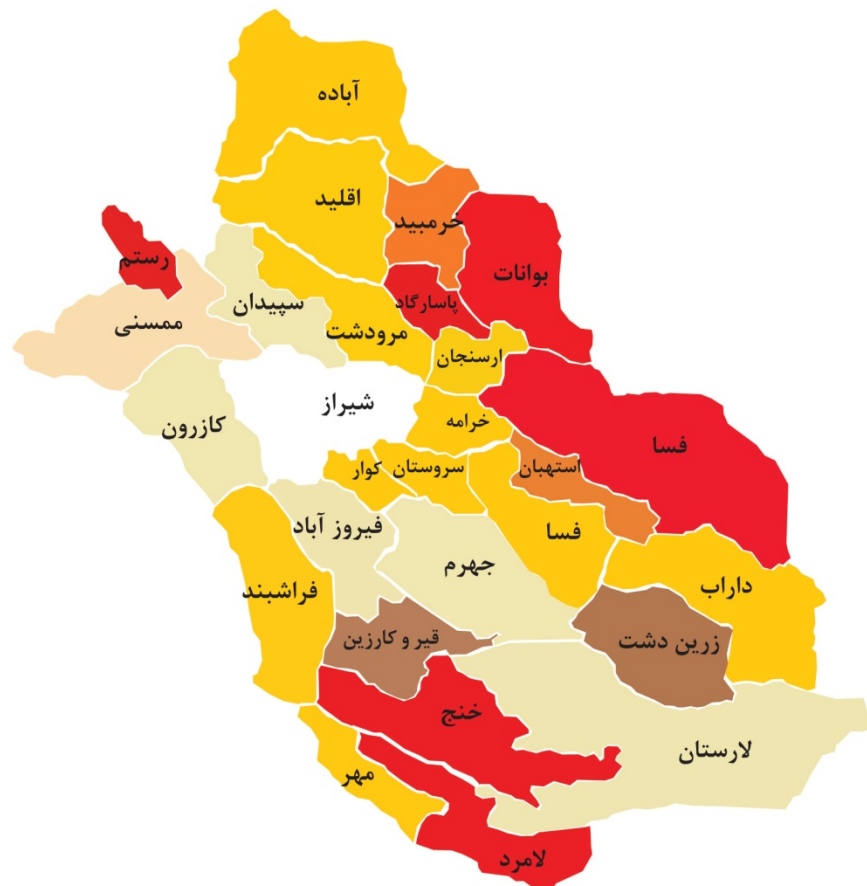 آباده
اقلید
خرمبید
رستم
بوانات
سپیدان
پاسارگاد
ممسنی
مرودشت
ارسنجان
شیراز
کازرون
خرامه
فسا
سروستان
کوار
استهبان
فیروز آباد
فسا
جهرم
داراب
فراشبند
قیر و کارزین
زرین دشت
خنج
لارستان
مهر
لامرد